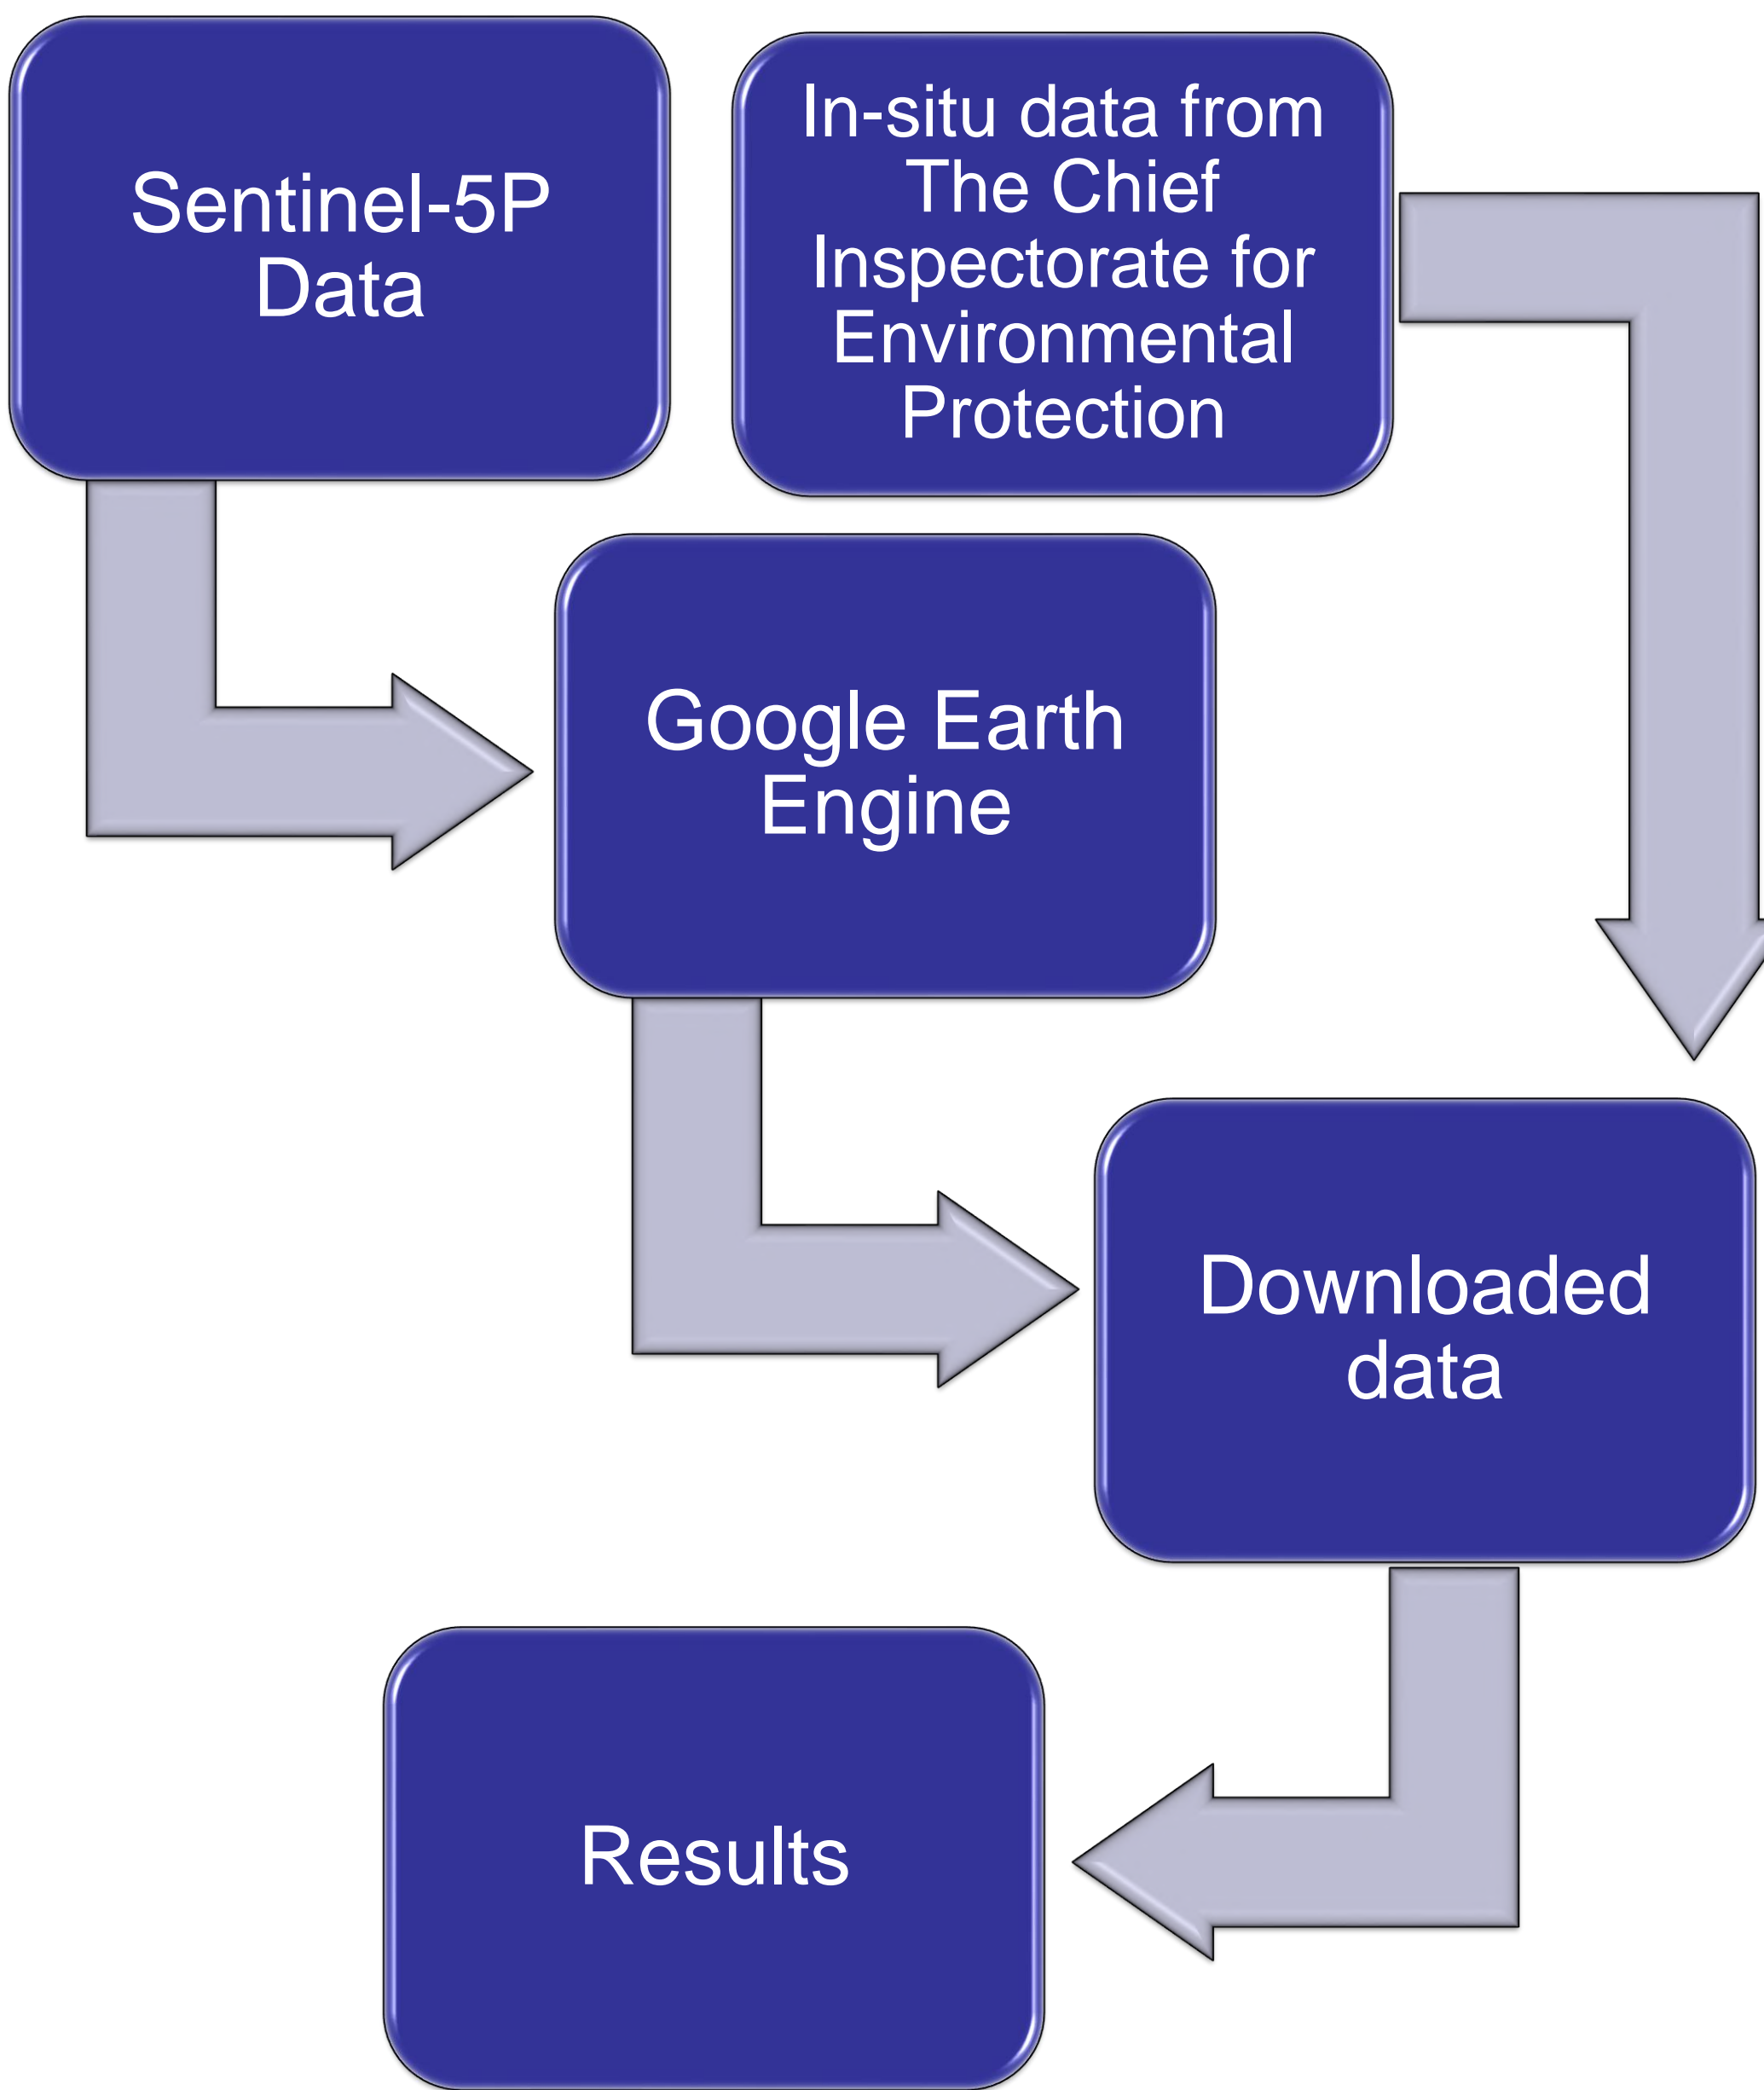 Sentinel-5P
Data
In-situ data from
The Chief
Inspectorate for
Environmental
Protection
Google Earth
Engine
Downloaded
data
Results